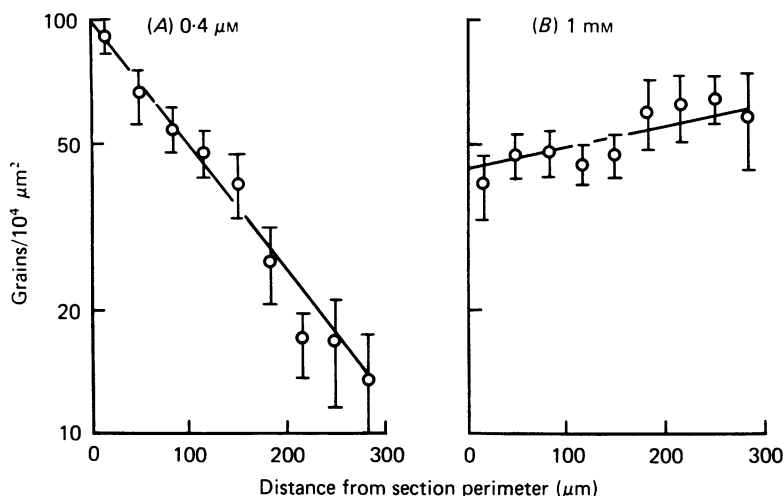 (A) 0·4 μM
(B) 1 mM
100
50
20
10
Grains/10⁴ μm²
0 100 200 300
0 100 200 300
Distance from section perimeter (μm)